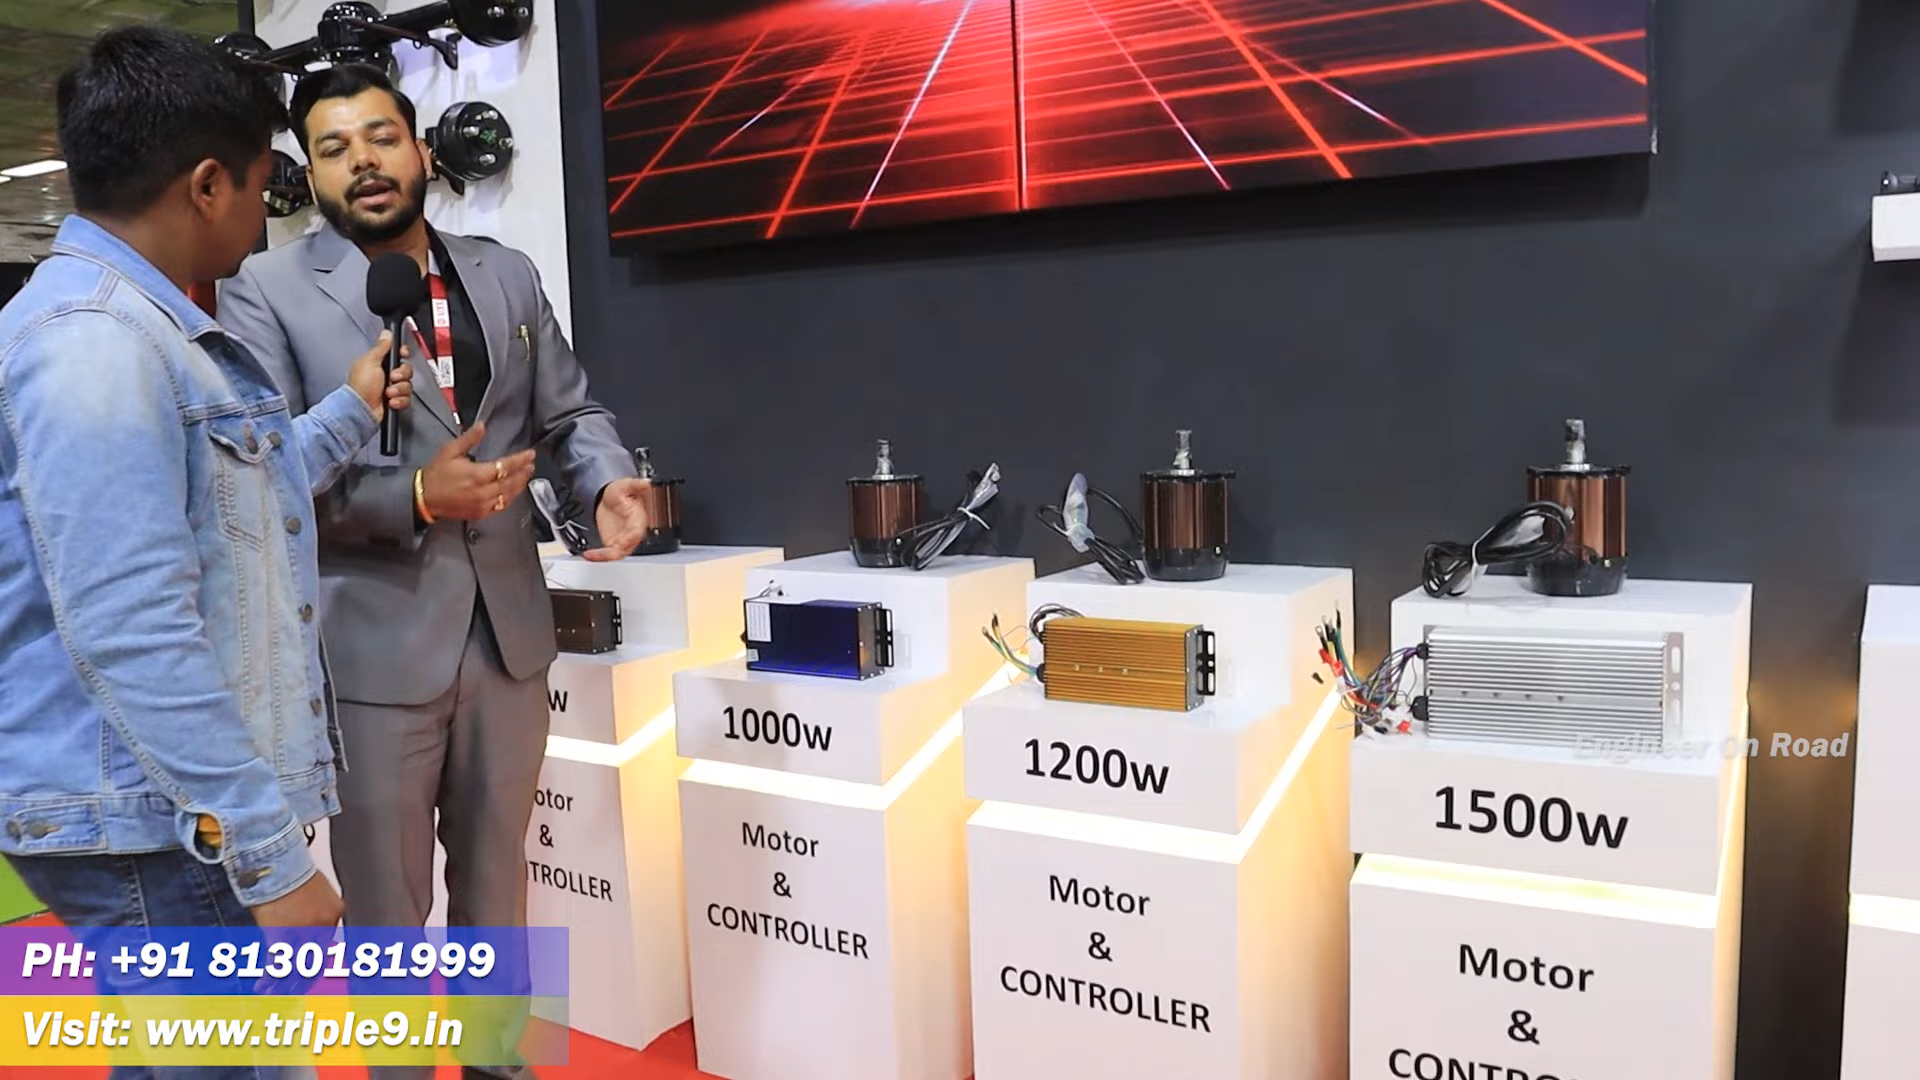 w
otor
&
TROLLER
1000w
Motor
&
CONTROLLER
1200w
Motor
&
CONTROLLER
Engineer On Road
1500w
Motor
&
PH: +91 8130181999
Visit: www.triple9.in